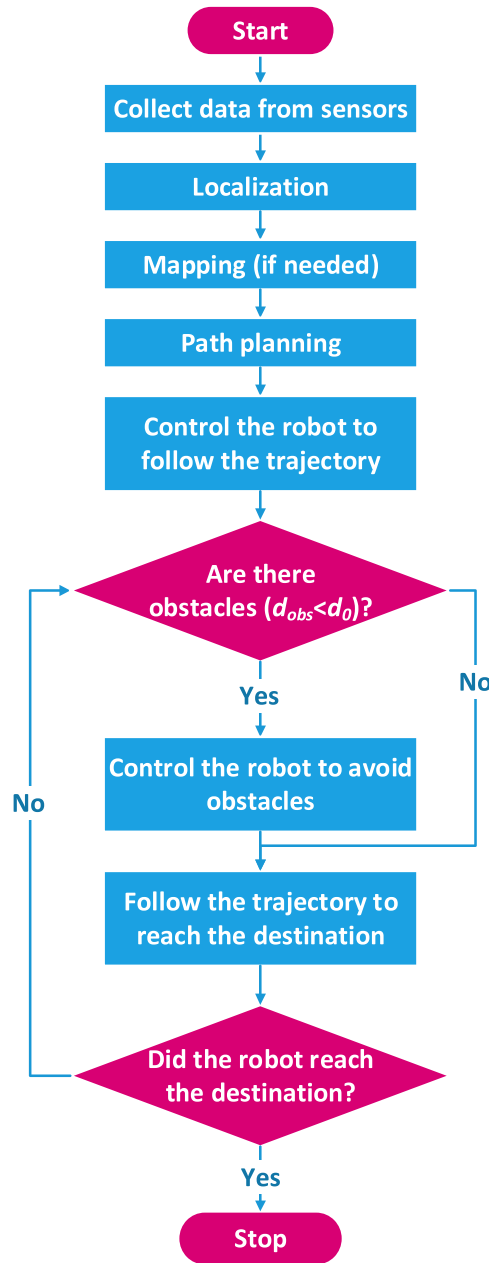 Start
Collect data from sensors
Localization
Mapping (if needed)
Path planning
Control the robot to
follow the trajectory
Are there
obstacles (d_obs<d_0)?
Yes
No
Control the robot to avoid
obstacles
No
Follow the trajectory to
reach the destination
Did the robot reach
the destination?
Yes
Stop